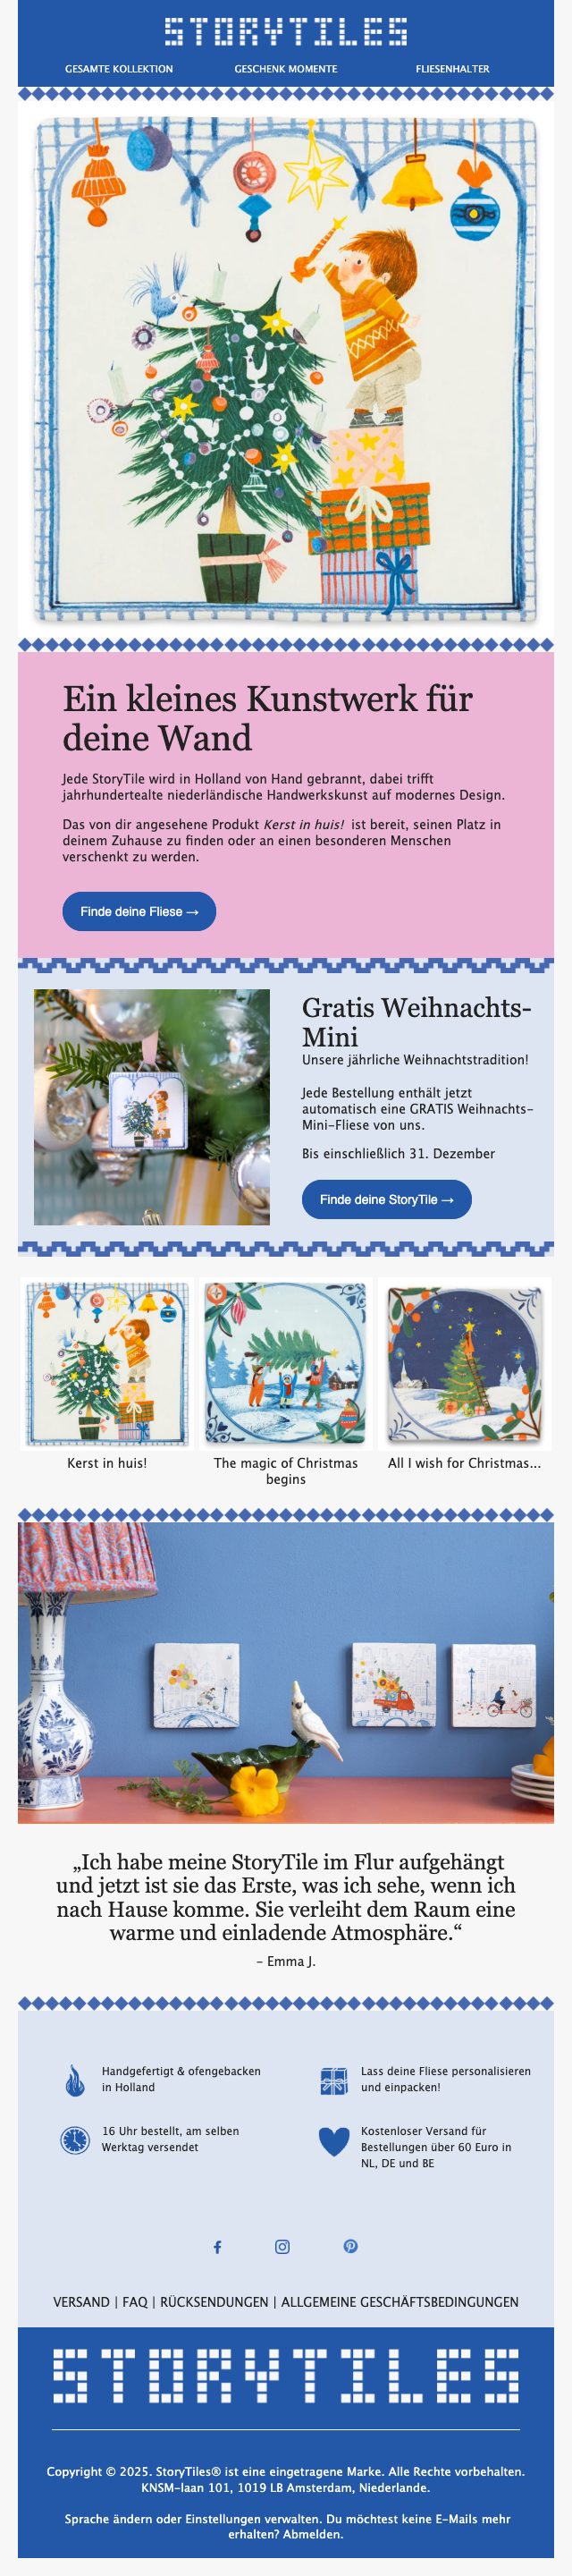 STORYTILES
GESAMTE KOLLEKTION
GESCHENK MOMENTE
FLIESENHALTER
Ein kleines Kunstwerk für
deine Wand
Jede StoryTile wird in Holland von Hand gebrannt, dabei trifft
jahrhundertealte niederländische Handwerkskunst auf modernes Design.
Das von dir angesehene Produkt Kerst in huis!  ist bereit, seinen Platz in
deinem Zuhause zu finden oder an einen besonderen Menschen
verschenkt zu werden.
Finde deine Fliese →
Gratis Weihnachts-
Mini
Unsere jährliche Weihnachtstradition!
Jede Bestellung enthält jetzt
automatisch eine GRATIS Weihnachts-
Mini-Fliese von uns.
Bis einschließlich 31. Dezember
Finde deine StoryTile →
Kerst in huis!
The magic of Christmas
begins
All I wish for Christmas...
„Ich habe meine StoryTile im Flur aufgehängt
und jetzt ist sie das Erste, was ich sehe, wenn ich
nach Hause komme. Sie verleiht dem Raum eine
warme und einladende Atmosphäre.“
– Emma J.
Handgefertigt & ofengebacken
in Holland
Lass deine Fliese personalisieren
und einpacken!
16 Uhr bestellt, am selben
Werktag versendet
Kostenloser Versand für
Bestellungen über 60 Euro in
NL, DE und BE
VERSAND | FAQ | RÜCKSENDUNGEN | ALLGEMEINE GESCHÄFTSBEDINGUNGEN
STORYTILES
Copyright © 2025. StoryTiles® ist eine eingetragene Marke. Alle Rechte vorbehalten.
KNSM-laan 101, 1019 LB Amsterdam, Niederlande.
Sprache ändern oder Einstellungen verwalten. Du möchtest keine E-Mails mehr
erhalten? Abmelden.